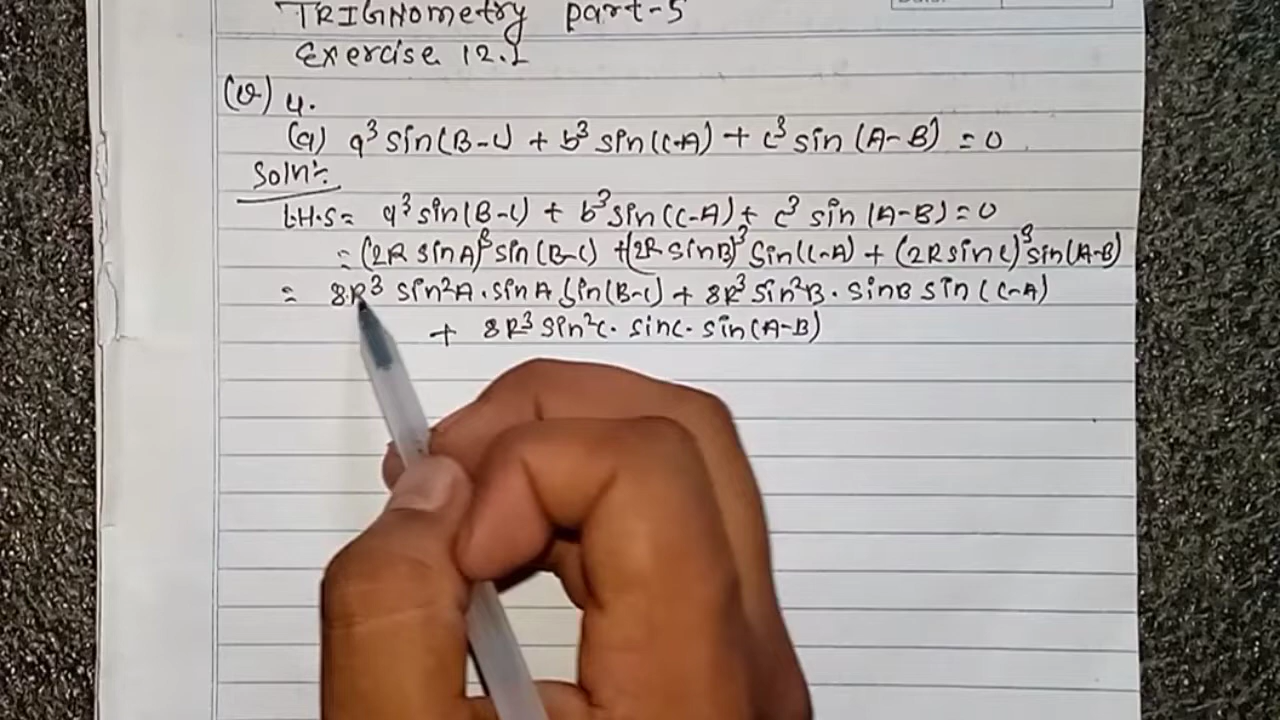 TRIGNOMetry part-5
Exercise 12.1
(Q) 4.
(a) a³ sin(B-C) + b³ sin(C-A) + c³ sin (A-B) = 0
Soln:-
L.H.S = a³ sin(B-C) + b³ sin(C-A) + c³ sin (A-B) = 0
= (2R sinA)³ sin(B-C) + (2R sinB)³ sin(C-A) + (2R sinC)³ sin(A-B)
= 8R³ sin²A . sinA sin(B-C) + 8R³ sin²B . sinB sin (C-A)
+ 8R³ sin²C . sinC . sin(A-B)